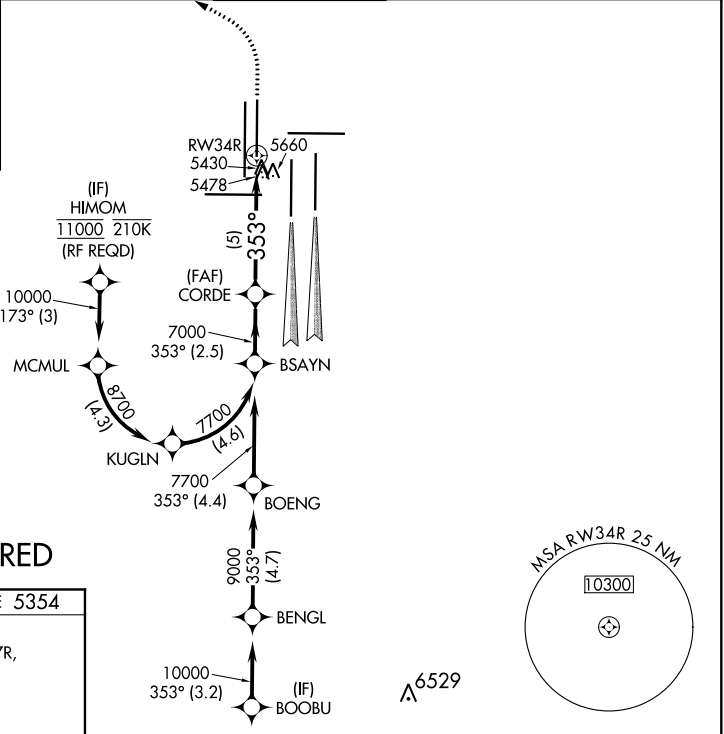 RW34R
5660
5430
5478
(IF)
HIMOM
11000 210K
(RF REQD)
10000
173° (3)
(5)
353°
(FAF)
CORDE
7000
353° (2.5)
MCMUL
BSAYN
8700
(4.3)
7700
(4.6)
KUGLN
7700
353° (4.4)
BOENG
9000
353°
(4.7)
BENGL
10000
353° (3.2)
(IF)
BOOBU
RED
5354
R,
6529
MSA RW34R 25 NM
10300